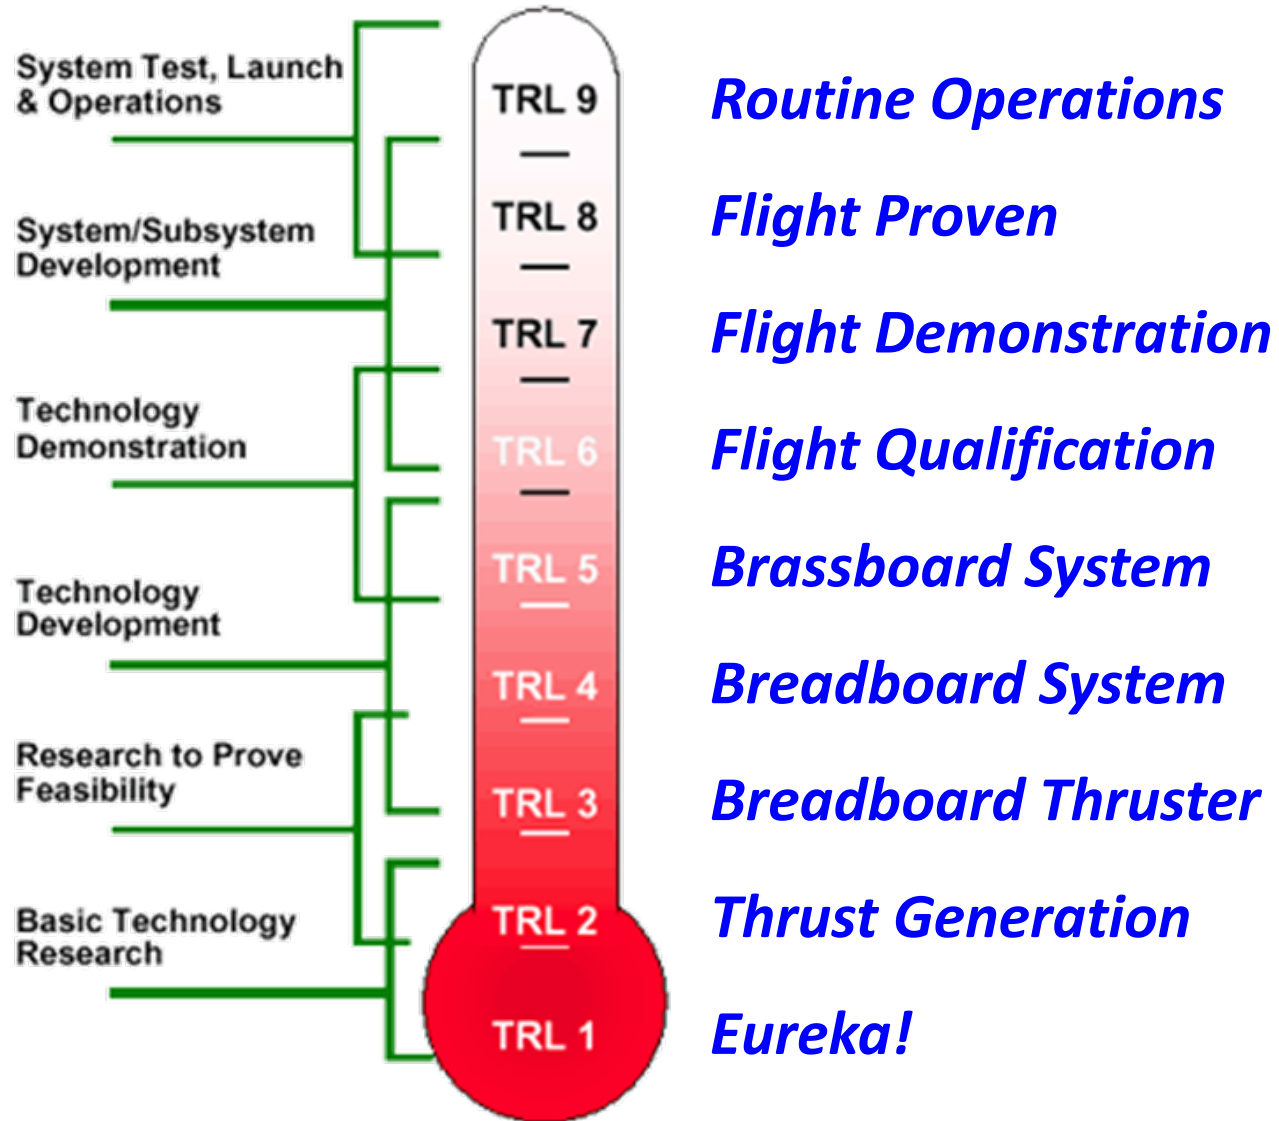 System Test, Launch
& Operations
System/Subsystem
Development
Technology
Demonstration
Technology
Development
Research to Prove
Feasibility
Basic Technology
Research
TRL 9
TRL 8
TRL 7
TRL 6
TRL 5
TRL 4
TRL 3
TRL 2
TRL 1
Routine Operations
Flight Proven
Flight Demonstration
Flight Qualification
Brassboard System
Breadboard System
Breadboard Thruster
Thrust Generation
Eureka!